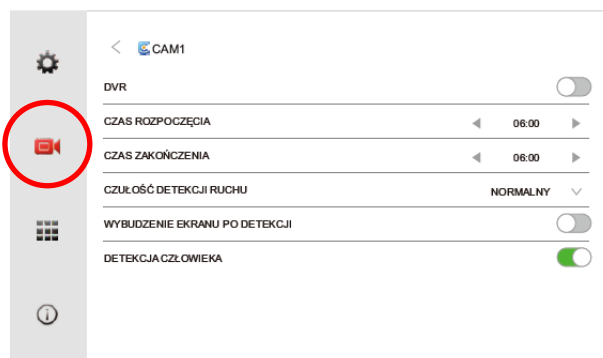 CAM1
DVR
CZAS ROZPOCZĘCIA 06:00
CZAS ZAKOŃCZENIA 06:00
CZUŁOŚĆ DETEKCJI RUCHU NORMALNY
WYBUDZENIE EKRANU PO DETEKCJI
DETEKCJA CZŁOWIEKA